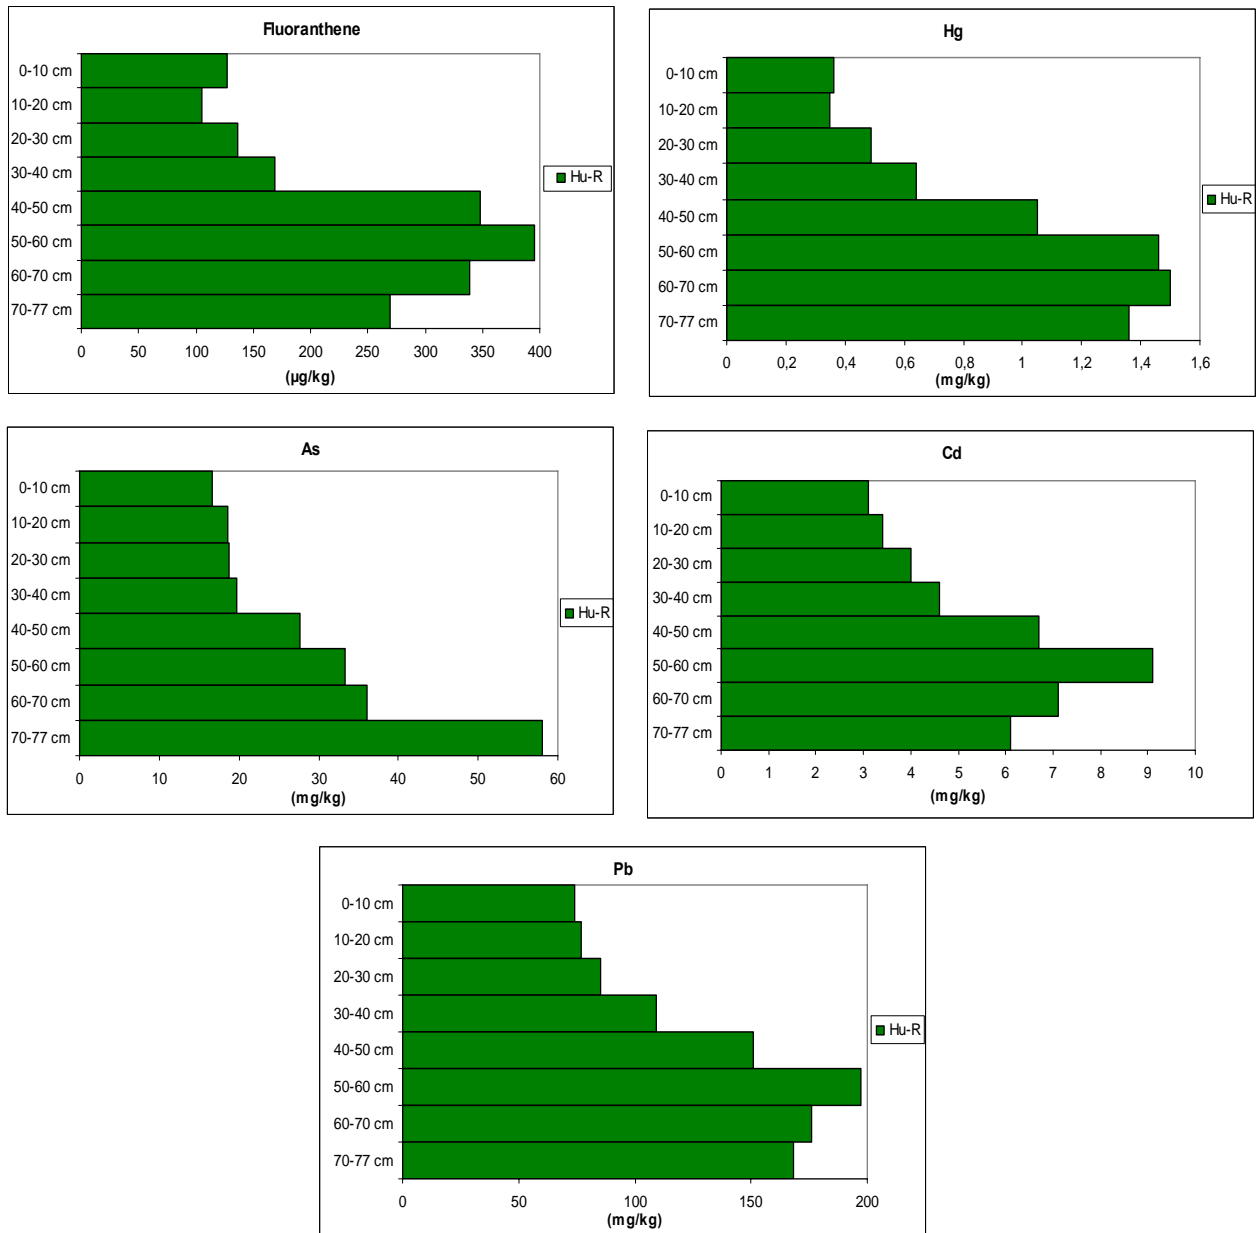 Fluoranthene
0-10 cm
10-20 cm
20-30 cm
30-40 cm
40-50 cm
50-60 cm
60-70 cm
70-77 cm
0 50 100 150 200 250 300 350 400
(µg/kg)
Hu-R
Hg
0-10 cm
10-20 cm
20-30 cm
30-40 cm
40-50 cm
50-60 cm
60-70 cm
70-77 cm
0 0,2 0,4 0,6 0,8 1 1,2 1,4 1,6
(mg/kg)
Hu-R
As
0-10 cm
10-20 cm
20-30 cm
30-40 cm
40-50 cm
50-60 cm
60-70 cm
70-77 cm
0 10 20 30 40 50 60
(mg/kg)
Hu-R
Cd
0-10 cm
10-20 cm
20-30 cm
30-40 cm
40-50 cm
50-60 cm
60-70 cm
70-77 cm
0 1 2 3 4 5 6 7 8 9 10
(mg/kg)
Pb
0-10 cm
10-20 cm
20-30 cm
30-40 cm
40-50 cm
50-60 cm
60-70 cm
70-77 cm
0 50 100 150 200
(mg/kg)
Hu-R